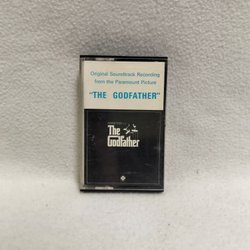 Original Soundtrack Recording
from the Paramount Picture
"THE GODFATHER"
The
Godfather